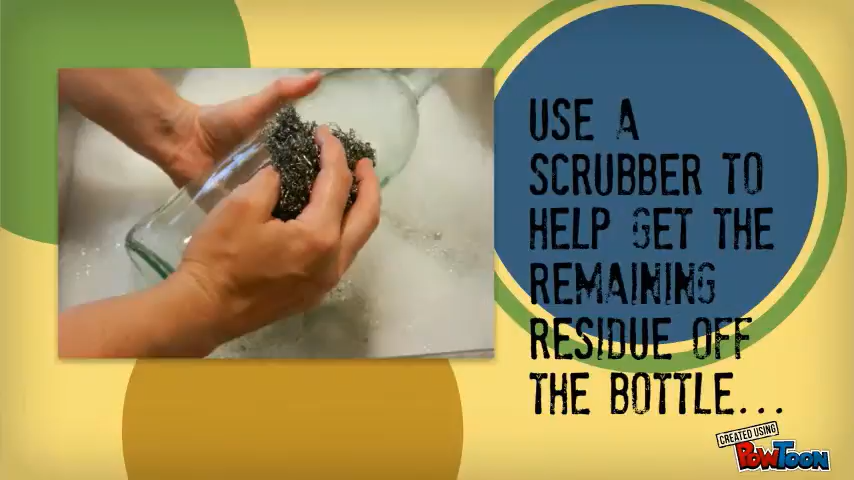 USE A
SCRUBBER TO
HELP GET THE
REMAINING
RESIDUE OFF
THE BOTTLE...
CREATED USING
POWTOON